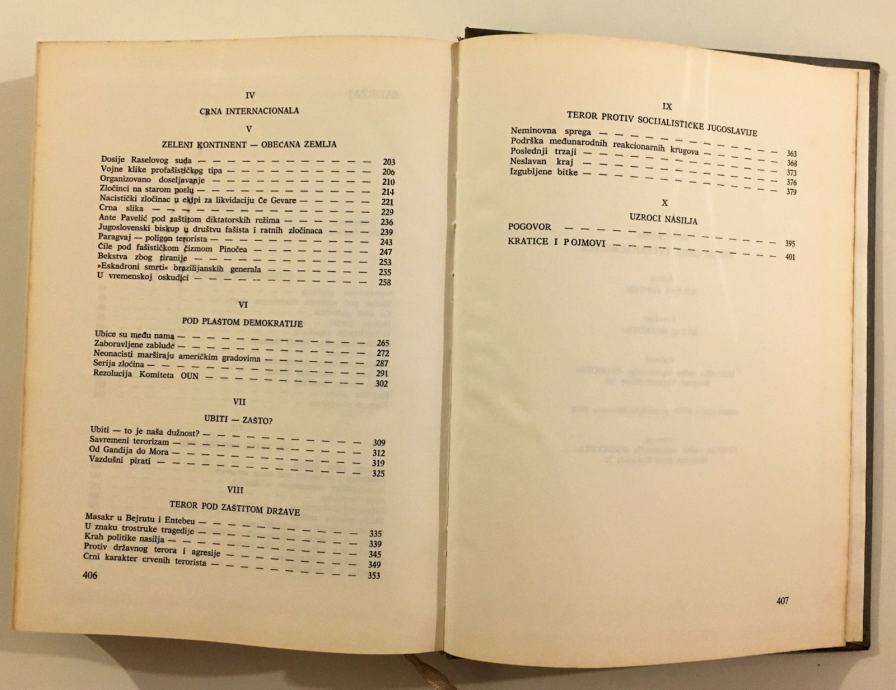 IV
CRNA INTERNACIONALA
V
ZELENI KONTINENT — OBEĆANA ZEMLJA
Dosije Raselovog suda — — — — — — — — — — 203
Vojne klike profašističkog tipa — — — — — — — — 206
Organizovano doseljavanje — — — — — — — — — 210
Zločinci na starom poslu — — — — — — — — — 214
Nacistički zločinac u ekipi za likvidaciju Če Gevare — — — — 221
Crna slika — — — — — — — — — — — — 229
Ante Pavelić pod zaštitom diktatorskih režima — — — — — 236
Jugoslovenski biskup u društvu fašista i ratnih zločinaca — — — 239
Paragvaj — poligon terorista — — — — — — — — 243
Čile pod fašističkom čizmom Pinočea — — — — — — — 247
Bekstva zbog tiranije — — — — — — — — — — 253
»Eskadroni smrti« brazilijanskih generala — — — — — — 255
U vremenskoj oskudici — — — — — — — — — — 258
VI
POD PLAŠTOM DEMOKRATIJE
Ubice su među nama — — — — — — — — — — 265
Zaboravljene zablude — — — — — — — — — — 272
Neonacisti marširaju američkim gradovima — — — — — — 287
Serija zločina — — — — — — — — — — — — 291
Rezolucija Komiteta OUN — — — — — — — — — 302
VII
UBITI — ZAŠTO?
Ubiti — to je naša dužnost? — — — — — — — — — 309
Savremeni terorizam — — — — — — — — — — 312
Od Gandija do Mora — — — — — — — — — — 319
Vazdušni pirati — — — — — — — — — — — 325
VIII
TEROR POD ZAŠTITOM DRŽAVE
Masakr u Bejrutu i Entebeu — — — — — — — — — 335
U znaku trostruke tragedije — — — — — — — — — 339
Krah politike nasilja — — — — — — — — — — 345
Protiv državnog terora i agresije — — — — — — — — 349
Crni karakter crvenih terorista — — — — — — — — 353
406
IX
TEROR PROTIV SOCIJALISTIČKE JUGOSLAVIJE
Neminovna sprega — — — — — — — — — — 363
Podrška međunarodnih reakcionarnih krugova — — — — — 368
Poslednji trzaji — — — — — — — — — — — 373
Neslavan kraj — — — — — — — — — — — 376
Izgubljene bitke — — — — — — — — — — — 379
X
UZROCI NASILJA
POGOVOR — — — — — — — — — — — 395
KRATICE I POJMOVI — — — — — — — — — 401
407